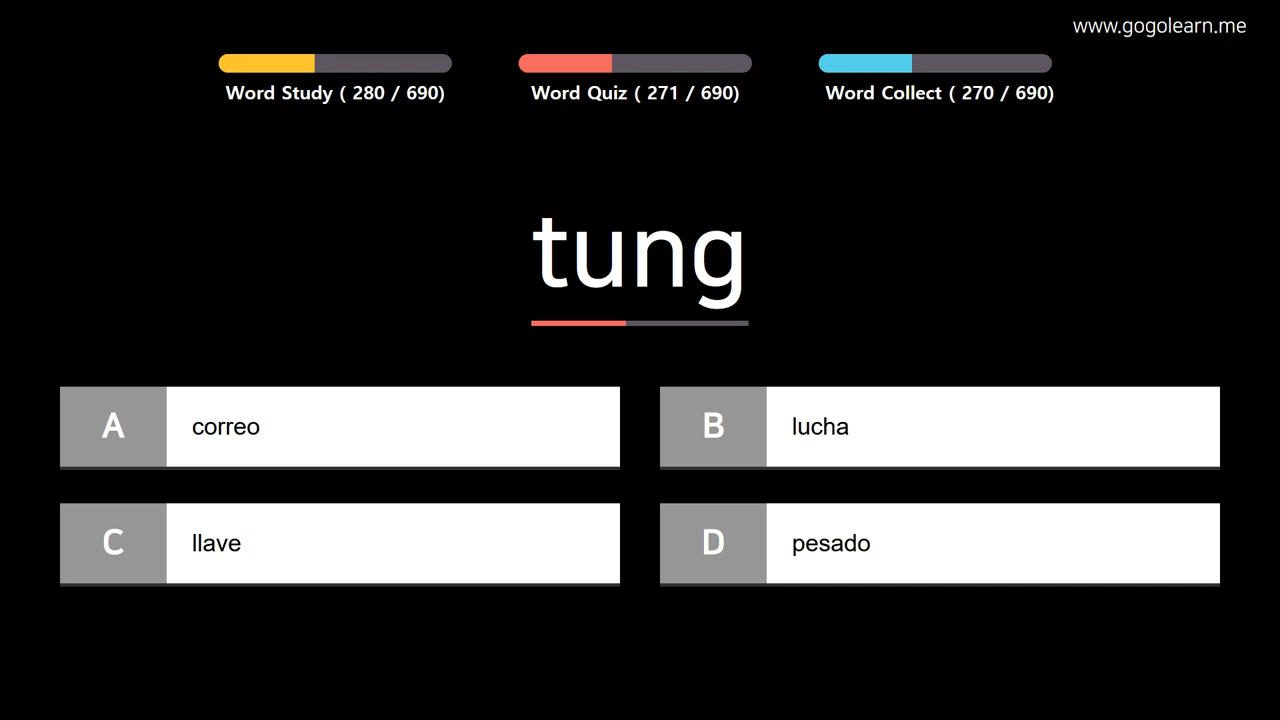 www.gogolearn.me
Word Study ( 280 / 690)
Word Quiz ( 271 / 690)
Word Collect ( 270 / 690)
tung
A correo
B lucha
C llave
D pesado